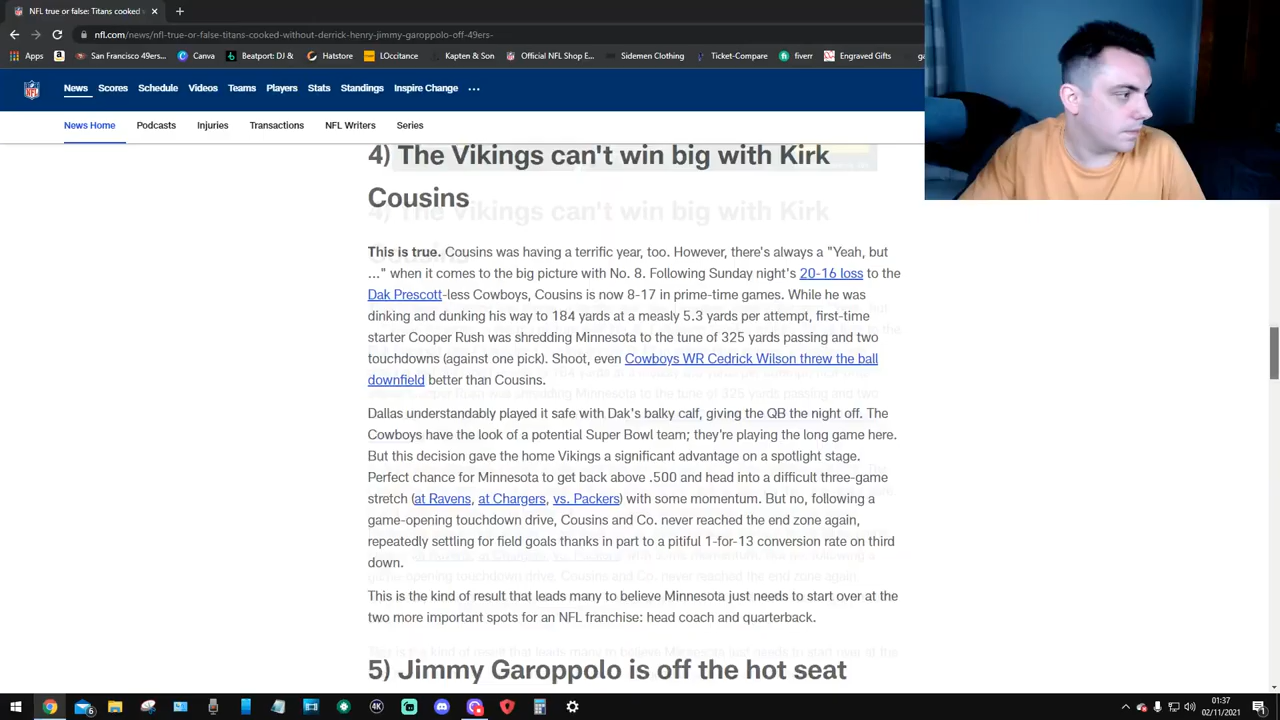 NFL true or false: Titans cooked w
nfl.com/news/nfl-true-or-false-titans-cooked-without-derrick-henry-jimmy-garoppolo-off-49ers-
Apps
San Francisco 49ers...
Canva
Beatport: DJ &
Hatstore
LOccitance
Kapten & Son
Official NFL Shop E...
Sidemen Clothing
Ticket-Compare
fiverr
Engraved Gifts
News Scores Schedule Videos Teams Players Stats Standings Inspire Change ...
News Home Podcasts Injuries Transactions NFL Writers Series
4) The Vikings can't win big with Kirk
Cousins
This is true. Cousins was having a terrific year, too. However, there's always a "Yeah, but
..." when it comes to the big picture with No. 8. Following Sunday night's 20-16 loss to the
Dak Prescott-less Cowboys, Cousins is now 8-17 in prime-time games. While he was
dinking and dunking his way to 184 yards at a measly 5.3 yards per attempt, first-time
starter Cooper Rush was shredding Minnesota to the tune of 325 yards passing and two
touchdowns (against one pick). Shoot, even Cowboys WR Cedrick Wilson threw the ball
downfield better than Cousins.
Dallas understandably played it safe with Dak's balky calf, giving the QB the night off. The
Cowboys have the look of a potential Super Bowl team; they're playing the long game here.
But this decision gave the home Vikings a significant advantage on a spotlight stage.
Perfect chance for Minnesota to get back above .500 and head into a difficult three-game
stretch (at Ravens, at Chargers, vs. Packers) with some momentum. But no, following a
game-opening touchdown drive, Cousins and Co. never reached the end zone again,
repeatedly settling for field goals thanks in part to a pitiful 1-for-13 conversion rate on third
down.
This is the kind of result that leads many to believe Minnesota just needs to start over at the
two more important spots for an NFL franchise: head coach and quarterback.
5) Jimmy Garoppolo is off the hot seat
01:37
02/11/2021